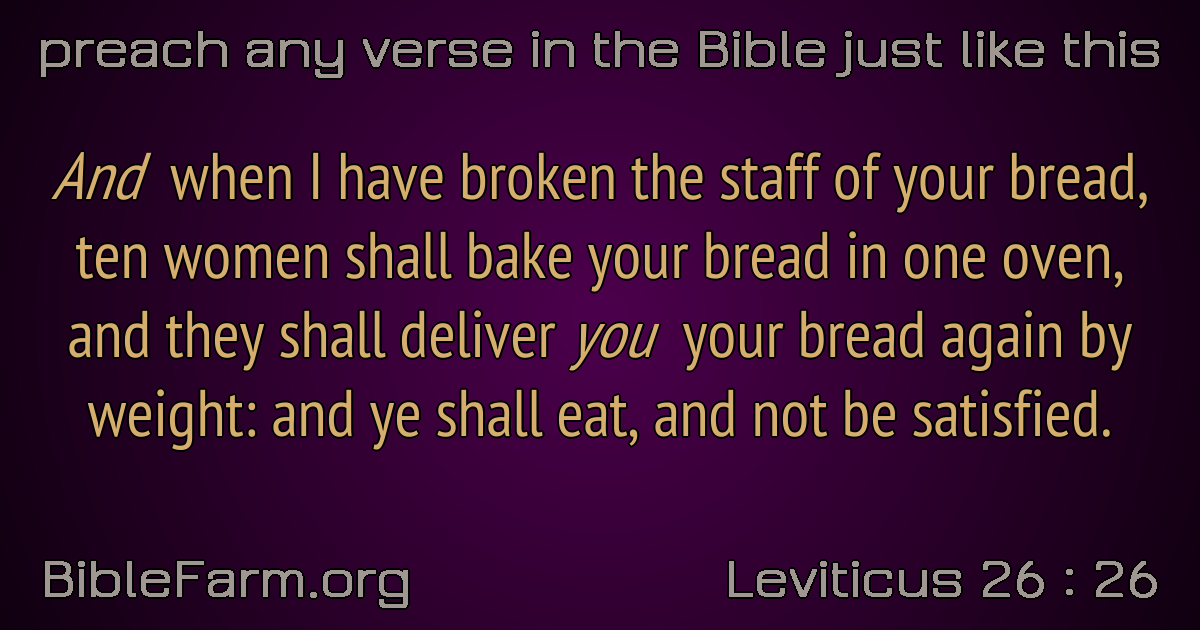 preach any verse in the Bible just like this
And when I have broken the staff of your bread,
ten women shall bake your bread in one oven,
and they shall deliver you your bread again by
weight: and ye shall eat, and not be satisfied.
BibleFarm.org
Leviticus 26 : 26